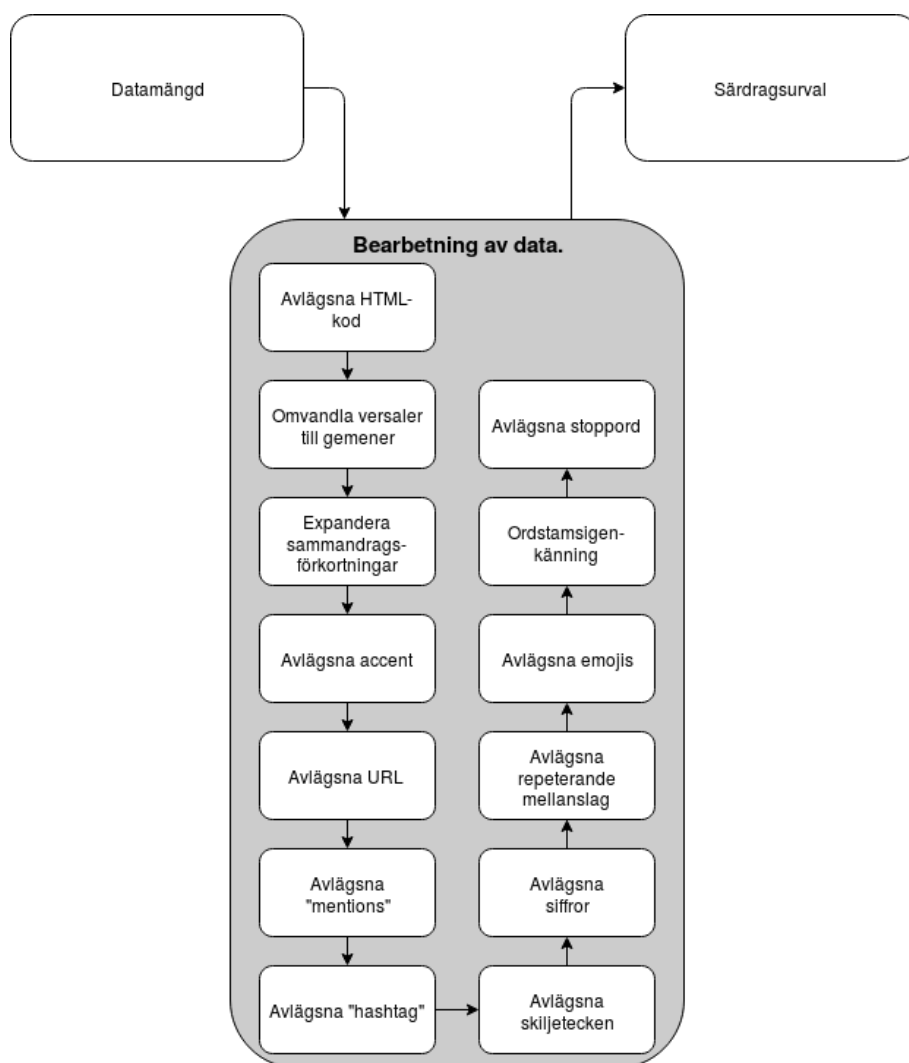 Datamängd
Särdragsurval
Bearbetning av data.
Avlägsna HTML-
kod
Omvandla versaler
till gemener
Expandera
sammandrags-
förkortningar
Avlägsna accent
Avlägsna URL
Avlägsna
"mentions"
Avlägsna "hashtag"
Avlägsna
skiljetecken
Avlägsna
siffror
Avlägsna
repeterande
mellanslag
Avlägsna emojis
Ordstamsigen-
känning
Avlägsna stoppord